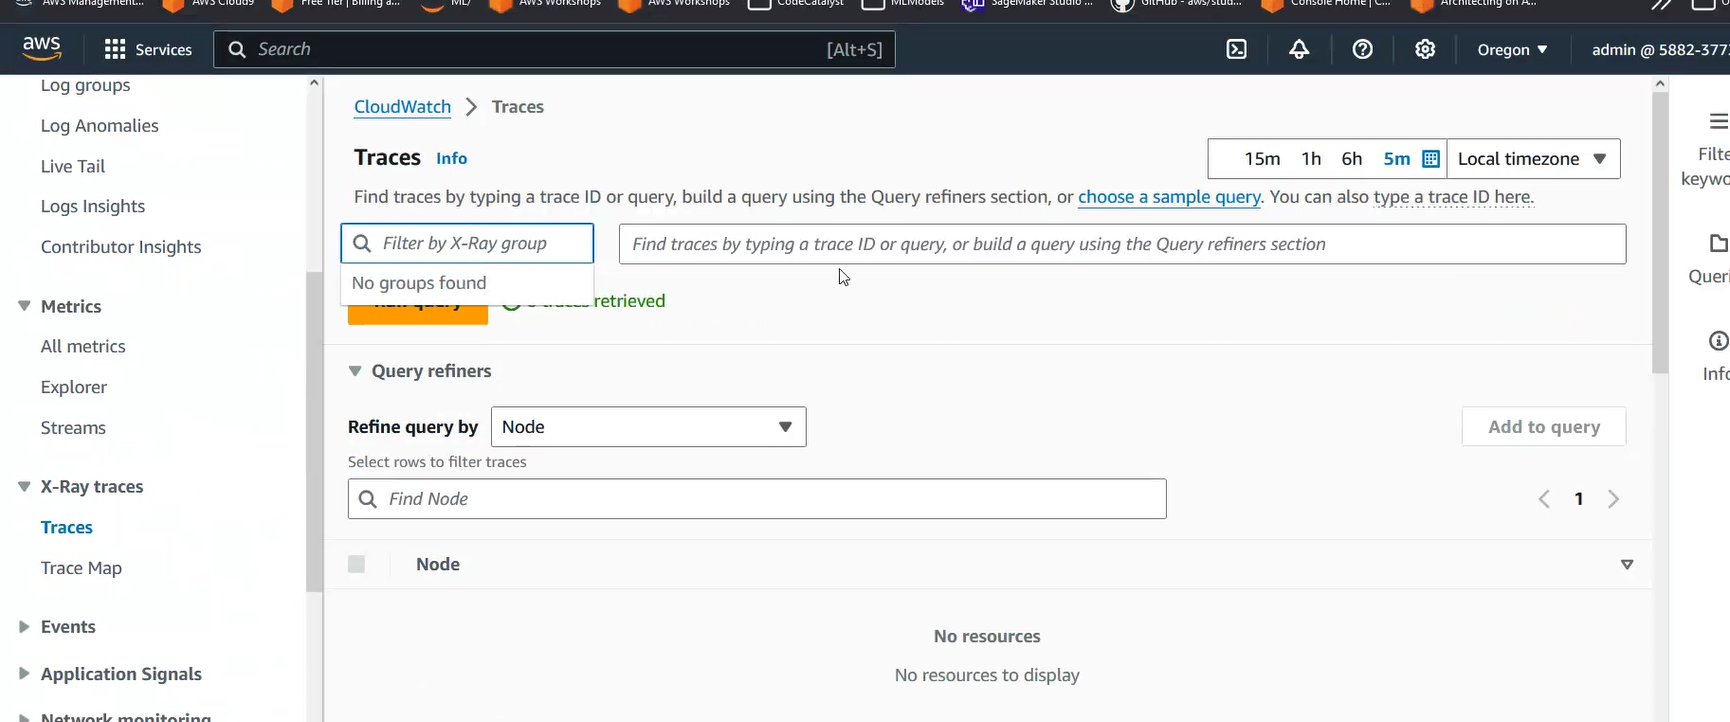 AWS Management... AWS Cloud9 Free Tier | Billing a... ML/ AWS Workshops AWS Workshops CodeCatalyst MLModels SageMaker Studio ... GitHub - aws/stud... Console Home | C... Architecting on A...
aws Services Search [Alt+S] Oregon admin @ 5882-377
Log groups
Log Anomalies
Live Tail
Logs Insights
Contributor Insights
Metrics
All metrics
Explorer
Streams
X-Ray traces
Traces
Trace Map
Events
Application Signals
Network monitoring
CloudWatch > Traces
Traces Info
15m 1h 6h 5m Local timezone
Find traces by typing a trace ID or query, build a query using the Query refiners section, or choose a sample query. You can also type a trace ID here.
Filter by X-Ray group Find traces by typing a trace ID or query, or build a query using the Query refiners section
No groups found
traces retrieved
Query refiners
Refine query by Node Add to query
Select rows to filter traces
Find Node 1
Node
No resources
No resources to display
Filte
keywo
Queri
Info